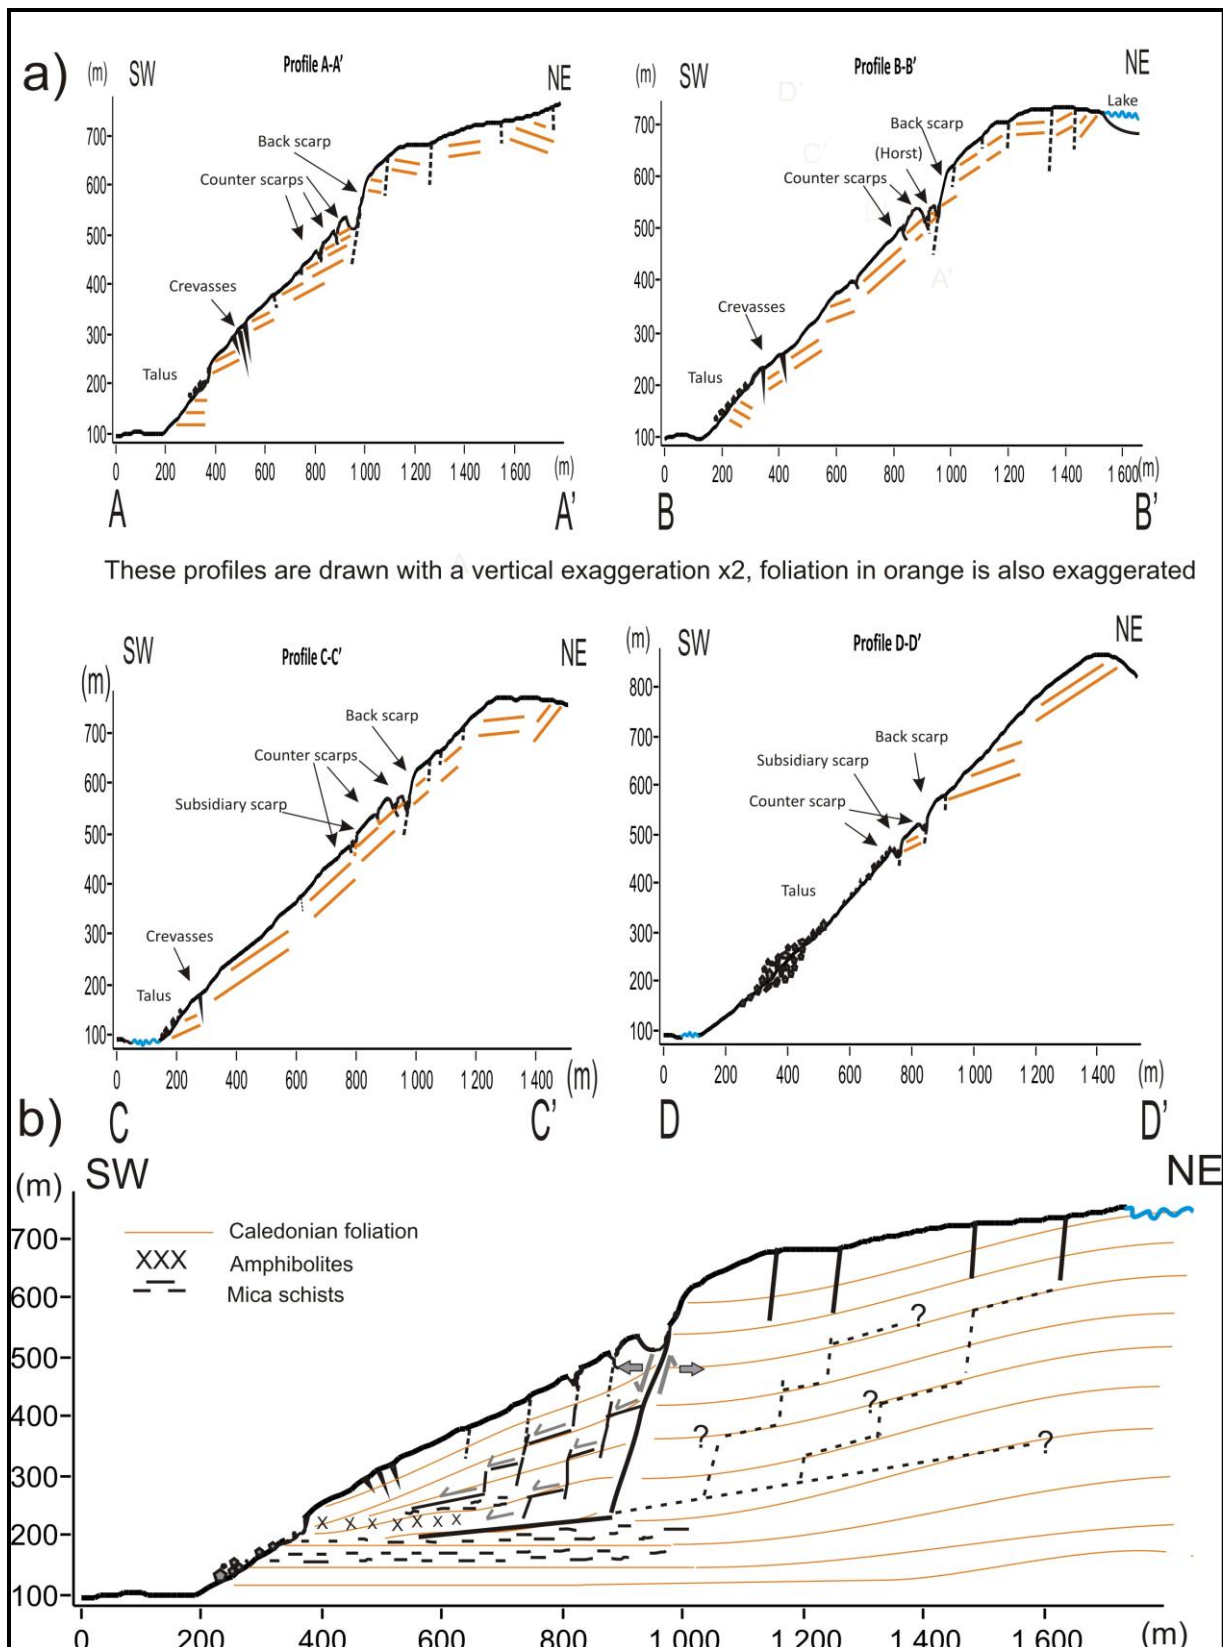 a)
(m) SW Profile A-A' NE
700
600
500
400
300
200
100
Back scarp
Counter scarps
Crevasses
Talus
0 200 400 600 800 1 000 1 200 1 400 1 600 (m)
A A'
(m) SW Profile B-B' NE
700
600
500
400
300
200
100
Lake
Back scarp
(Horst)
Counter scarps
Crevasses
Talus
0 200 400 600 800 1 000 1 200 1 400 1 600 (m)
B B'
D'
C'
A'
A
These profiles are drawn with a vertical exaggeration x2, foliation in orange is also exaggerated
(m) SW Profile C-C' NE
700
600
500
400
300
200
100
Back scarp
Counter scarps
Subsidiary scarp
Crevasses
Talus
0 200 400 600 800 1 000 1 200 1 400 (m)
C C'
(m) SW Profile D-D' NE
800
700
600
500
400
300
200
100
Back scarp
Subsidiary scarp
Counter scarp
Talus
0 200 400 600 800 1 000 1 200 1 400 (m)
D D'
b)
(m) SW NE
700
600
500
400
300
200
100
Caledonian foliation
XXX Amphibolites
Mica schists
?
?
? ?
X X X X X X X
0 200 400 600 800 1 000 1 200 1 400 1 600 (m)